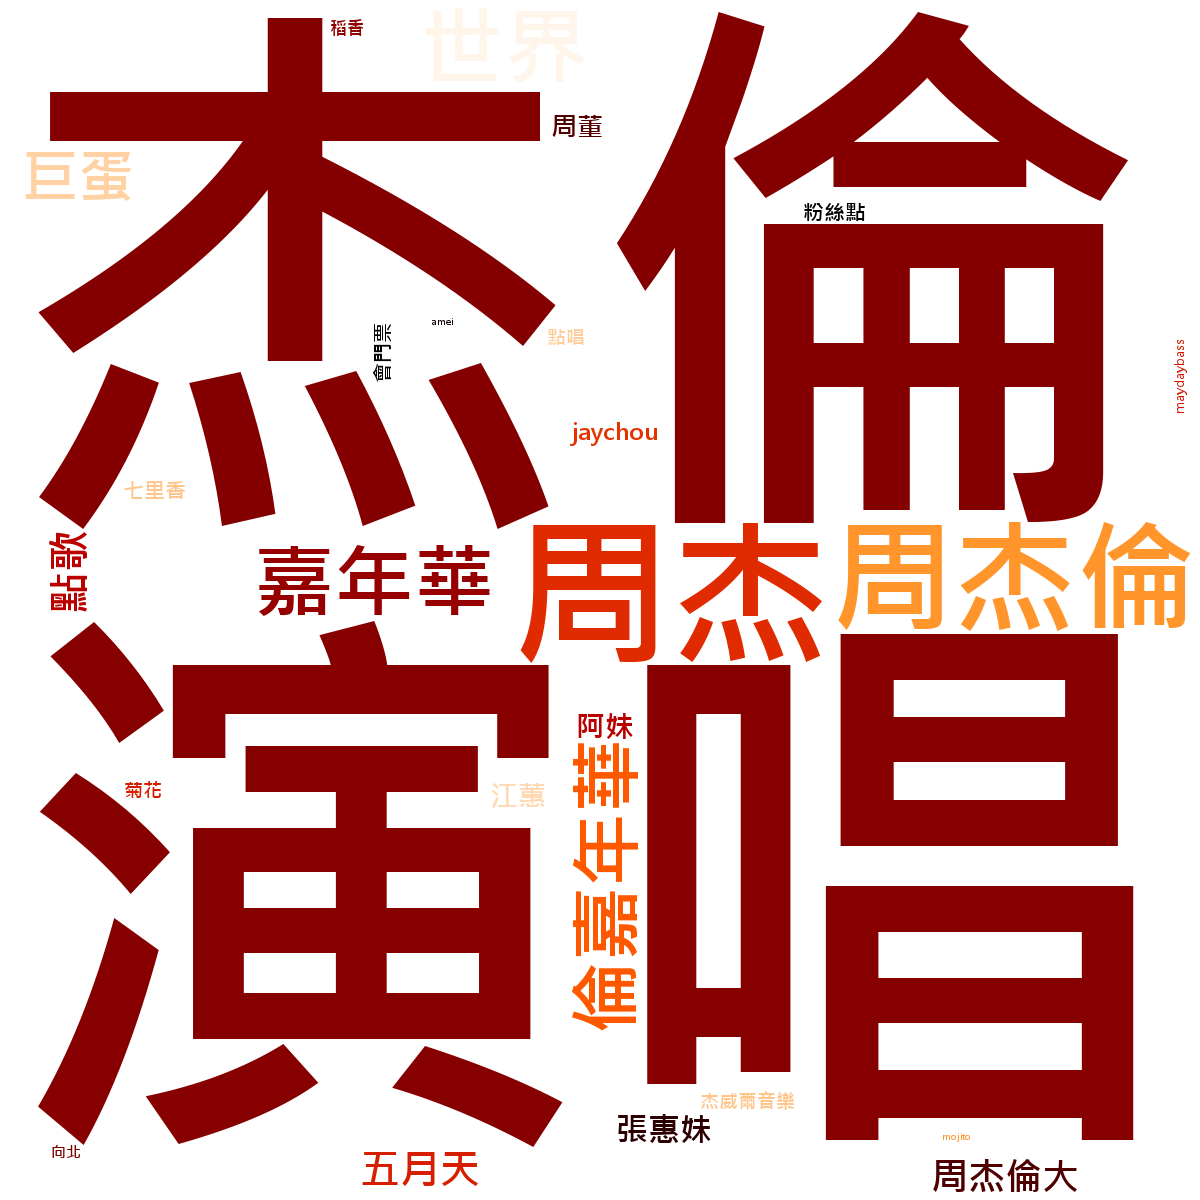 世界
稻香
杰倫
周董
巨蛋
粉絲點
amei
會門票
點唱
maydaybass
jaychou
七里香
點歌
嘉年華
周杰
周杰倫
演唱
阿妹
菊花
江蕙
倫嘉年華
杰威爾音樂
張惠妹
mojito
向北
五月天
周杰倫大